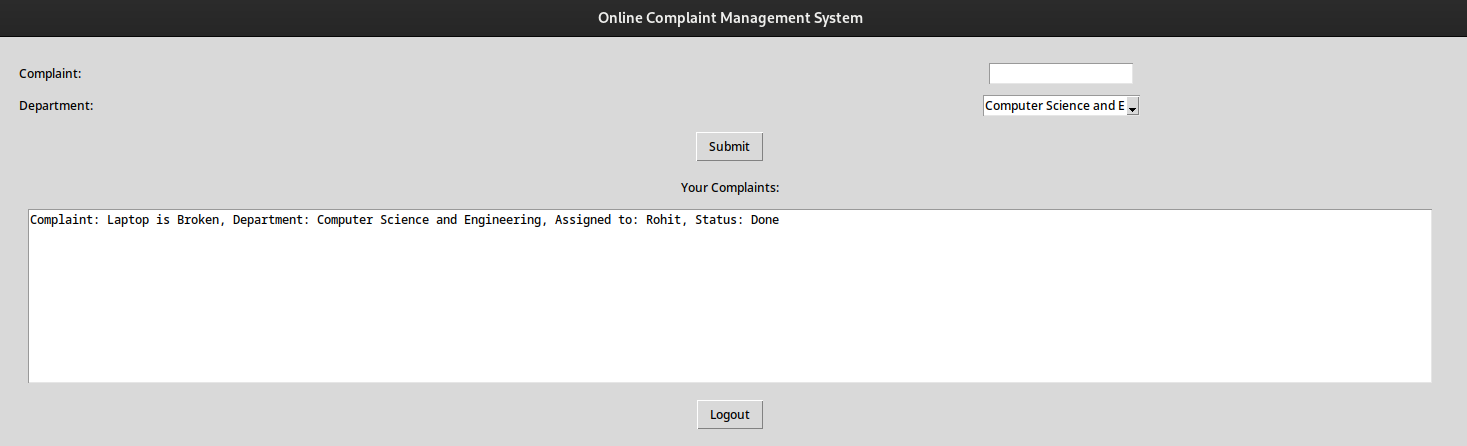 Online Complaint Management System
Complaint:
Department:
Computer Science and E
Submit
Your Complaints:
Complaint: Laptop is Broken, Department: Computer Science and Engineering, Assigned to: Rohit, Status: Done
Logout